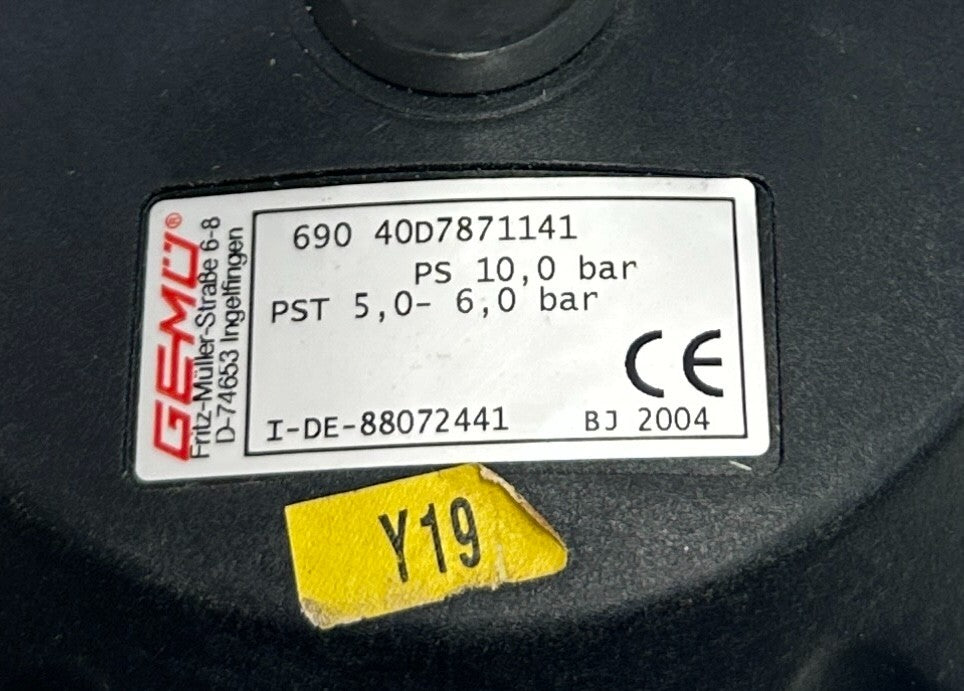 GEMÜ®
Fritz-Müller-Straße 6-8
D-74653 Ingelfingen
690 40D7871141
PS 10,0 bar
PST 5,0- 6,0 bar
CE
I-DE-88072441 BJ 2004
Y19